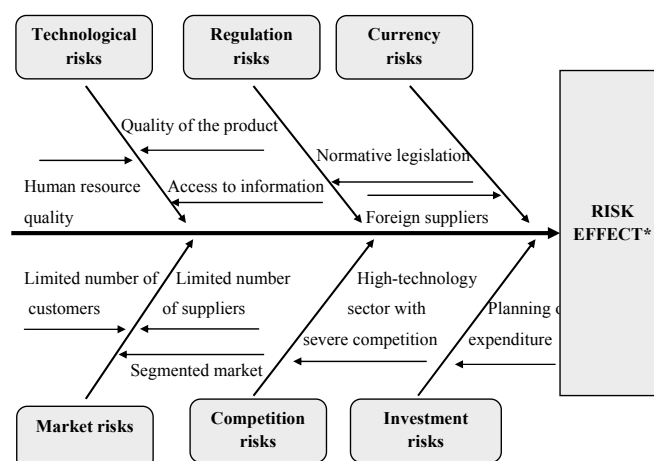 Technological
risks
Regulation
risks
Currency
risks
Quality of the product
Normative legislation
Human resource
quality
Access to information
Foreign suppliers
RISK
EFFECT*
Limited number of
customers
Limited number
of suppliers
High-technology
sector with
severe competition
Planning o
expenditure
Segmented market
Market risks
Competition
risks
Investment
risks